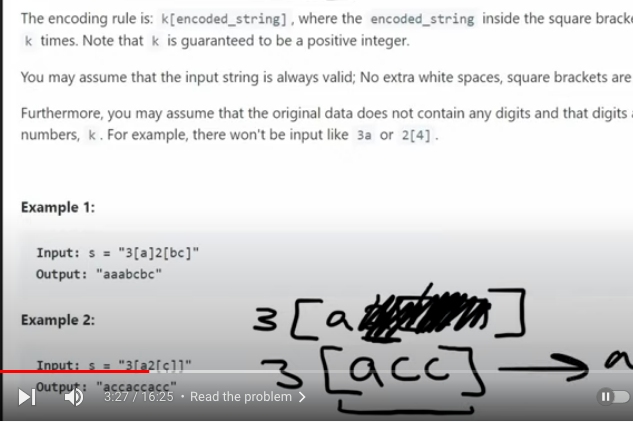 The encoding rule is: k[encoded_string], where the encoded_string inside the square
k times. Note that k is guaranteed to be a positive integer.
You may assume that the input string is always valid; No extra white spaces, square brackets are
Furthermore, you may assume that the original data does not contain any digits and that digits
numbers, k. For example, there won't be input like 3a or 2[4].
Example 1:
Input: s = "3[a]2[bc]"
Output: "aaabcbc"
3[a ]
Example 2:
Input: s = "3[a2[c]]"
3[acc] → a
Output: "accaccacc"
3:27 / 16:25 • Read the problem >